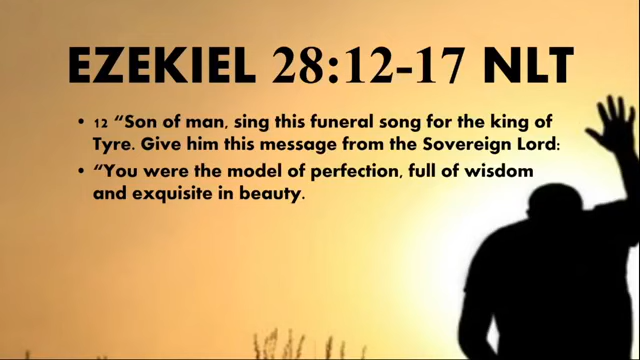 EZEKIEL 28:12-17 NLT
• 12 “Son of man, sing this funeral song for the king of
Tyre. Give him this message from the Sovereign Lord:
• “You were the model of perfection, full of wisdom
and exquisite in beauty.